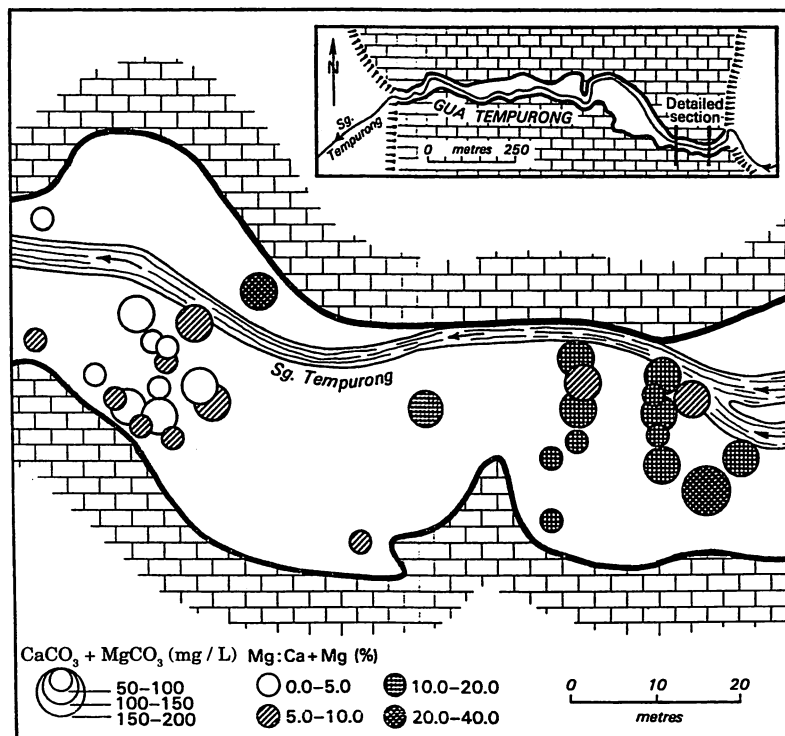 N
Sg.
Tempurong
GUA TEMPURONG
0 metres 250
Detailed
section
Sg. Tempurong
CaCO₃ + MgCO₃ (mg / L)
50–100
100–150
150–200
Mg:Ca+Mg (%)
0.0–5.0
5.0–10.0
10.0–20.0
20.0–40.0
0 10 20
metres